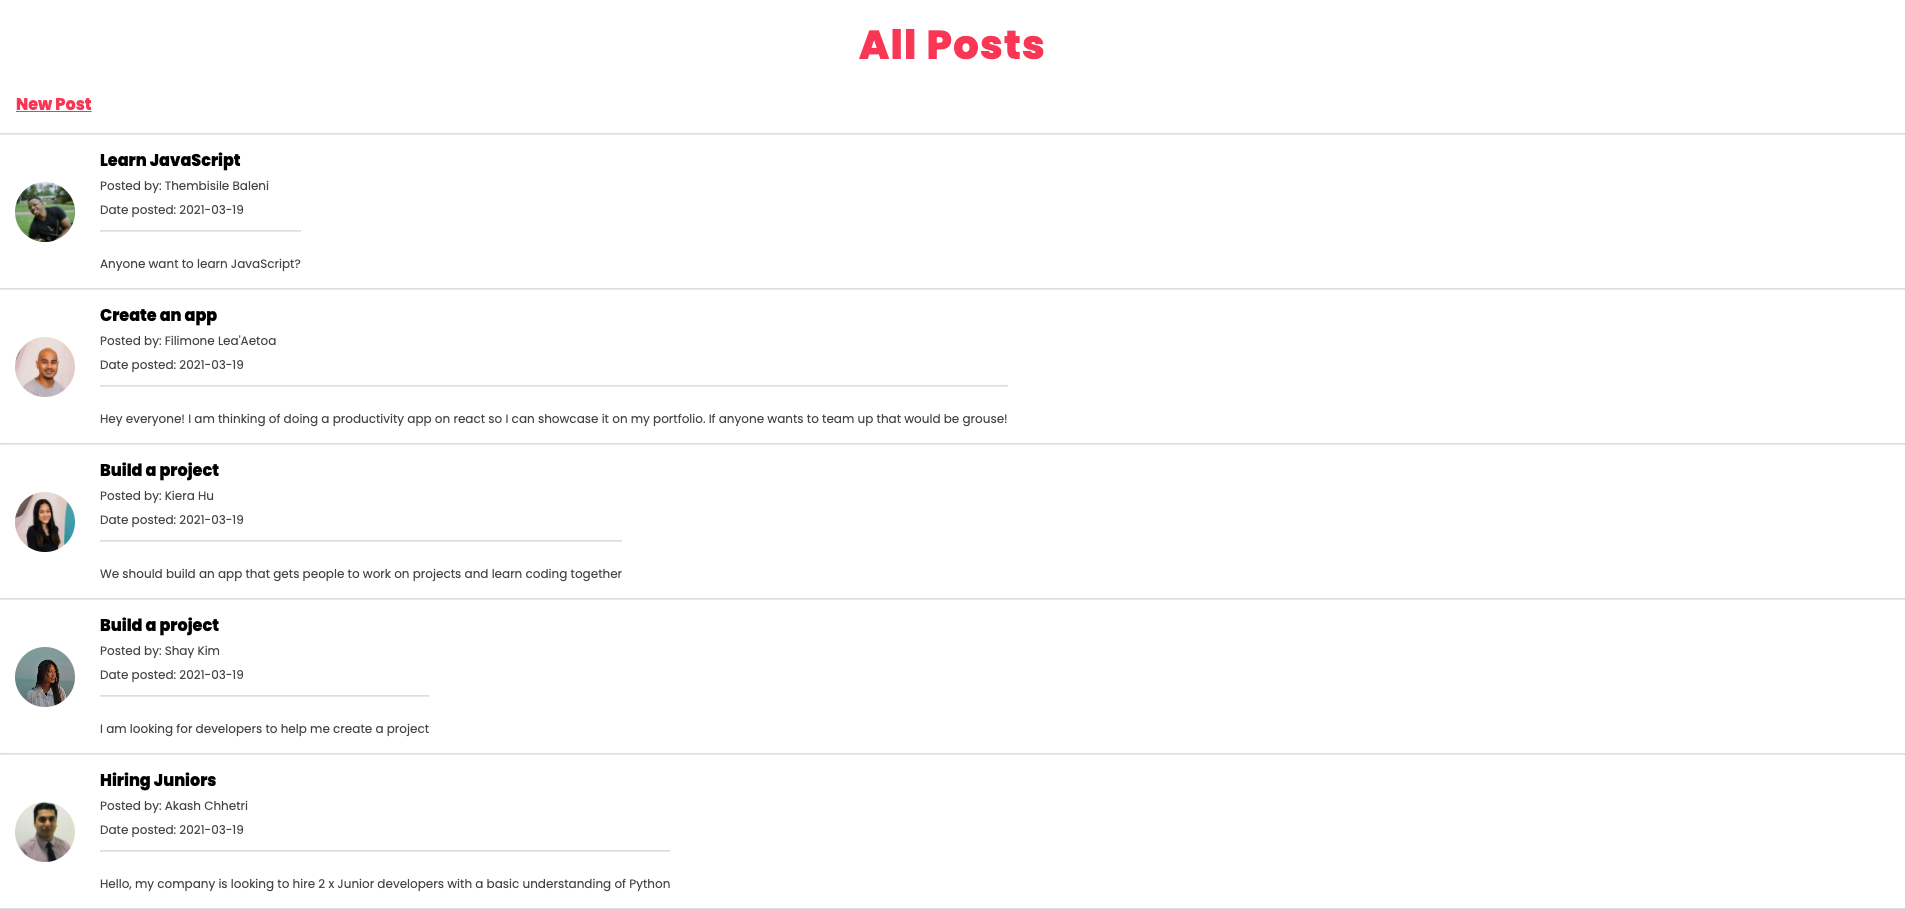 All Posts
New Post
Learn JavaScript
Posted by: Thembisile Baleni
Date posted: 2021-03-19
Anyone want to learn JavaScript?
Create an app
Posted by: Filimone Lea'Aetoa
Date posted: 2021-03-19
Hey everyone! I am thinking of doing a productivity app on react so I can showcase it on my portfolio. If anyone wants to team up that would be grouse!
Build a project
Posted by: Kiera Hu
Date posted: 2021-03-19
We should build an app that gets people to work on projects and learn coding together
Build a project
Posted by: Shay Kim
Date posted: 2021-03-19
I am looking for developers to help me create a project
Hiring Juniors
Posted by: Akash Chhetri
Date posted: 2021-03-19
Hello, my company is looking to hire 2 x Junior developers with a basic understanding of Python